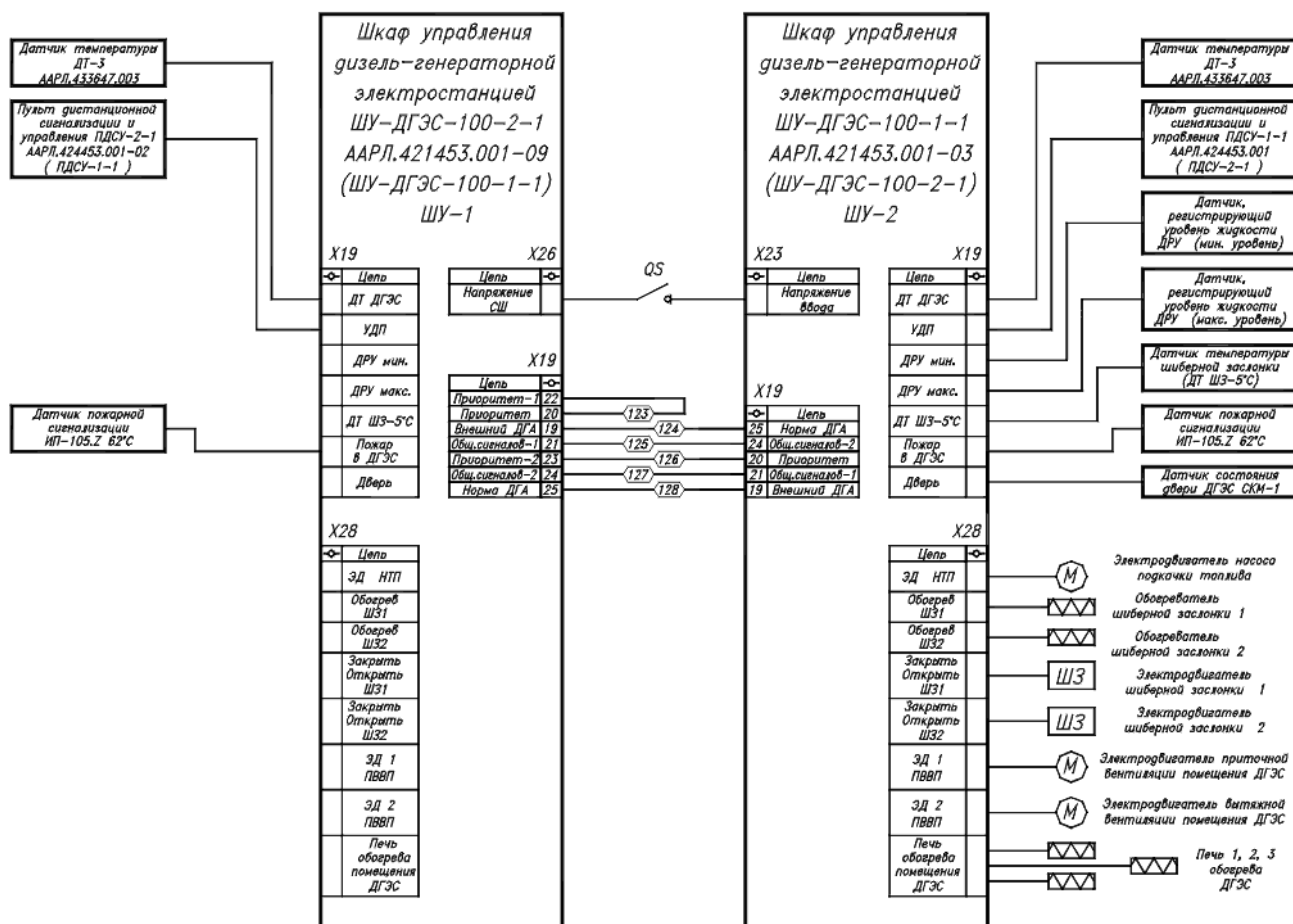 Датчик температуры
ДТ-3
ААРЛ.433647.003
Пульт дистанционной
сигнализации и
управления ПДСУ-2-1
ААРЛ.424453.001-02
( ПДСУ-1-1 )
Датчик пожарной
сигнализации
ИП-105.Z 62°С
Шкаф управления
дизель-генераторной
электростанцией
ШУ-ДГЭС-100-2-1
ААРЛ.421453.001-09
(ШУ-ДГЭС-100-1-1)
ШУ-1
X19
Цепь
ДТ ДГЭС
УДП
ДРУ мин.
ДРУ макс.
ДТ ШЗ-5°С
Пожар
в ДГЭС
Дверь
X28
Цепь
ЭД НТП
Обогрев
ШЗ1
Обогрев
ШЗ2
Закрыть
Открыть
ШЗ1
Закрыть
Открыть
ШЗ2
ЭД 1
ПВВП
ЭД 2
ПВВП
Печь
обогрева
помещения
ДГЭС
X26
Цепь
Напряжение
СШ
X19
Цепь
Приоритет-1 22
Приоритет 20
Внешний ДГА 19
Общ.сигналов-1 21
Приоритет-2 23
Общ.сигналов-2 24
Норма ДГА 25
QS
123
124
125
126
127
128
Шкаф управления
дизель-генераторной
электростанцией
ШУ-ДГЭС-100-1-1
ААРЛ.421453.001-03
(ШУ-ДГЭС-100-2-1)
ШУ-2
X23
Цепь
Напряжение
ввода
X19
Цепь
25 Норма ДГА
24 Общ.сигналов-2
20 Приоритет
21 Общ.сигналов-1
19 Внешний ДГА
X19
Цепь
ДТ ДГЭС
УДП
ДРУ мин.
ДРУ макс.
ДТ ШЗ-5°С
Пожар
в ДГЭС
Дверь
X28
Цепь
ЭД НТП
Обогрев
ШЗ1
Обогрев
ШЗ2
Закрыть
Открыть
ШЗ1
Закрыть
Открыть
ШЗ2
ЭД 1
ПВВП
ЭД 2
ПВВП
Печь
обогрева
помещения
ДГЭС
Датчик температуры
ДТ-3
ААРЛ.433647.003
Пульт дистанционной
сигнализации и
управления ПДСУ-1-1
ААРЛ.424453.001
( ПДСУ-2-1 )
Датчик,
регистрирующий
уровень жидкости
ДРУ (мин. уровень)
Датчик,
регистрирующий
уровень жидкости
ДРУ (макс. уровень)
Датчик температуры
шиберной заслонки
(ДТ ШЗ-5°С)
Датчик пожарной
сигнализации
ИП-105.Z 62°С
Датчик состояния
двери ДГЭС СКМ-1
М
Электродвигатель насоса
подкачки топлива
Обогреватель
шиберной заслонки 1
Обогреватель
шиберной заслонки 2
ШЗ
Электродвигатель
шиберной заслонки 1
ШЗ
Электродвигатель
шиберной заслонки 2
М
Электродвигатель приточной
вентиляции помещения ДГЭС
М
Электродвигатель вытяжной
вентиляции помещения ДГЭС
Печь 1, 2, 3
обогрева
ДГЭС